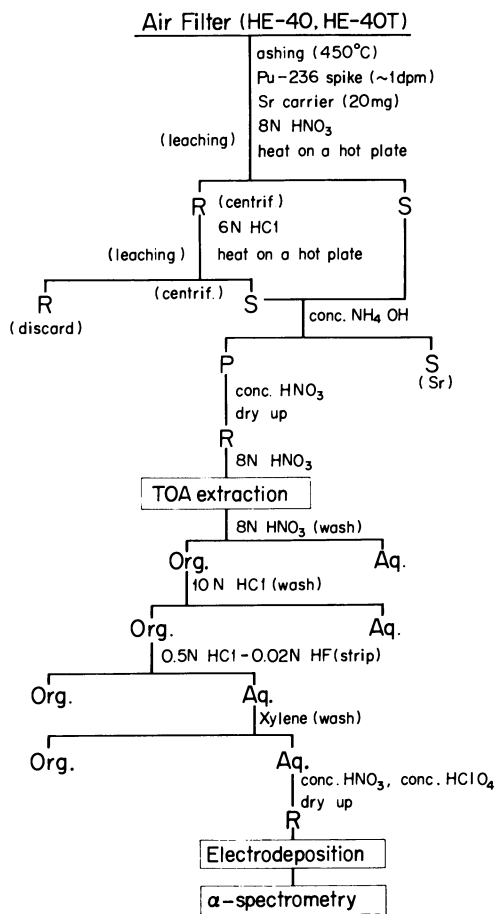 Air Filter (HE-40, HE-40T)
ashing (450°C)
Pu-236 spike (~1dpm)
Sr carrier (20mg)
8N HNO₃
(leaching)
heat on a hot plate
R (centrif.) S
6N HCl
(leaching) heat on a hot plate
R (centrif.) S
(discard)
conc. NH₄OH
P S
(Sr)
conc. HNO₃
dry up
R
8N HNO₃
TOA extraction
8N HNO₃ (wash)
Org. Aq.
10N HCl (wash)
Org. Aq.
0.5N HCl-0.02N HF (strip)
Org. Aq.
Xylene (wash)
Org. Aq.
conc. HNO₃, conc. HClO₄
dry up
R
Electrodeposition
α-spectrometry